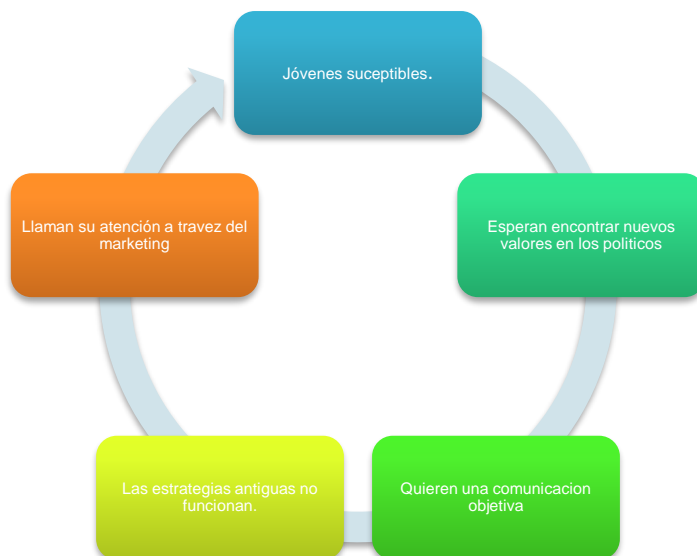 Jóvenes suceptibles.
Esperan encontrar nuevos
valores en los politicos
Quieren una comunicacion
objetiva
Las estrategias antiguas no
funcionan.
Llaman su atención a travez del
marketing